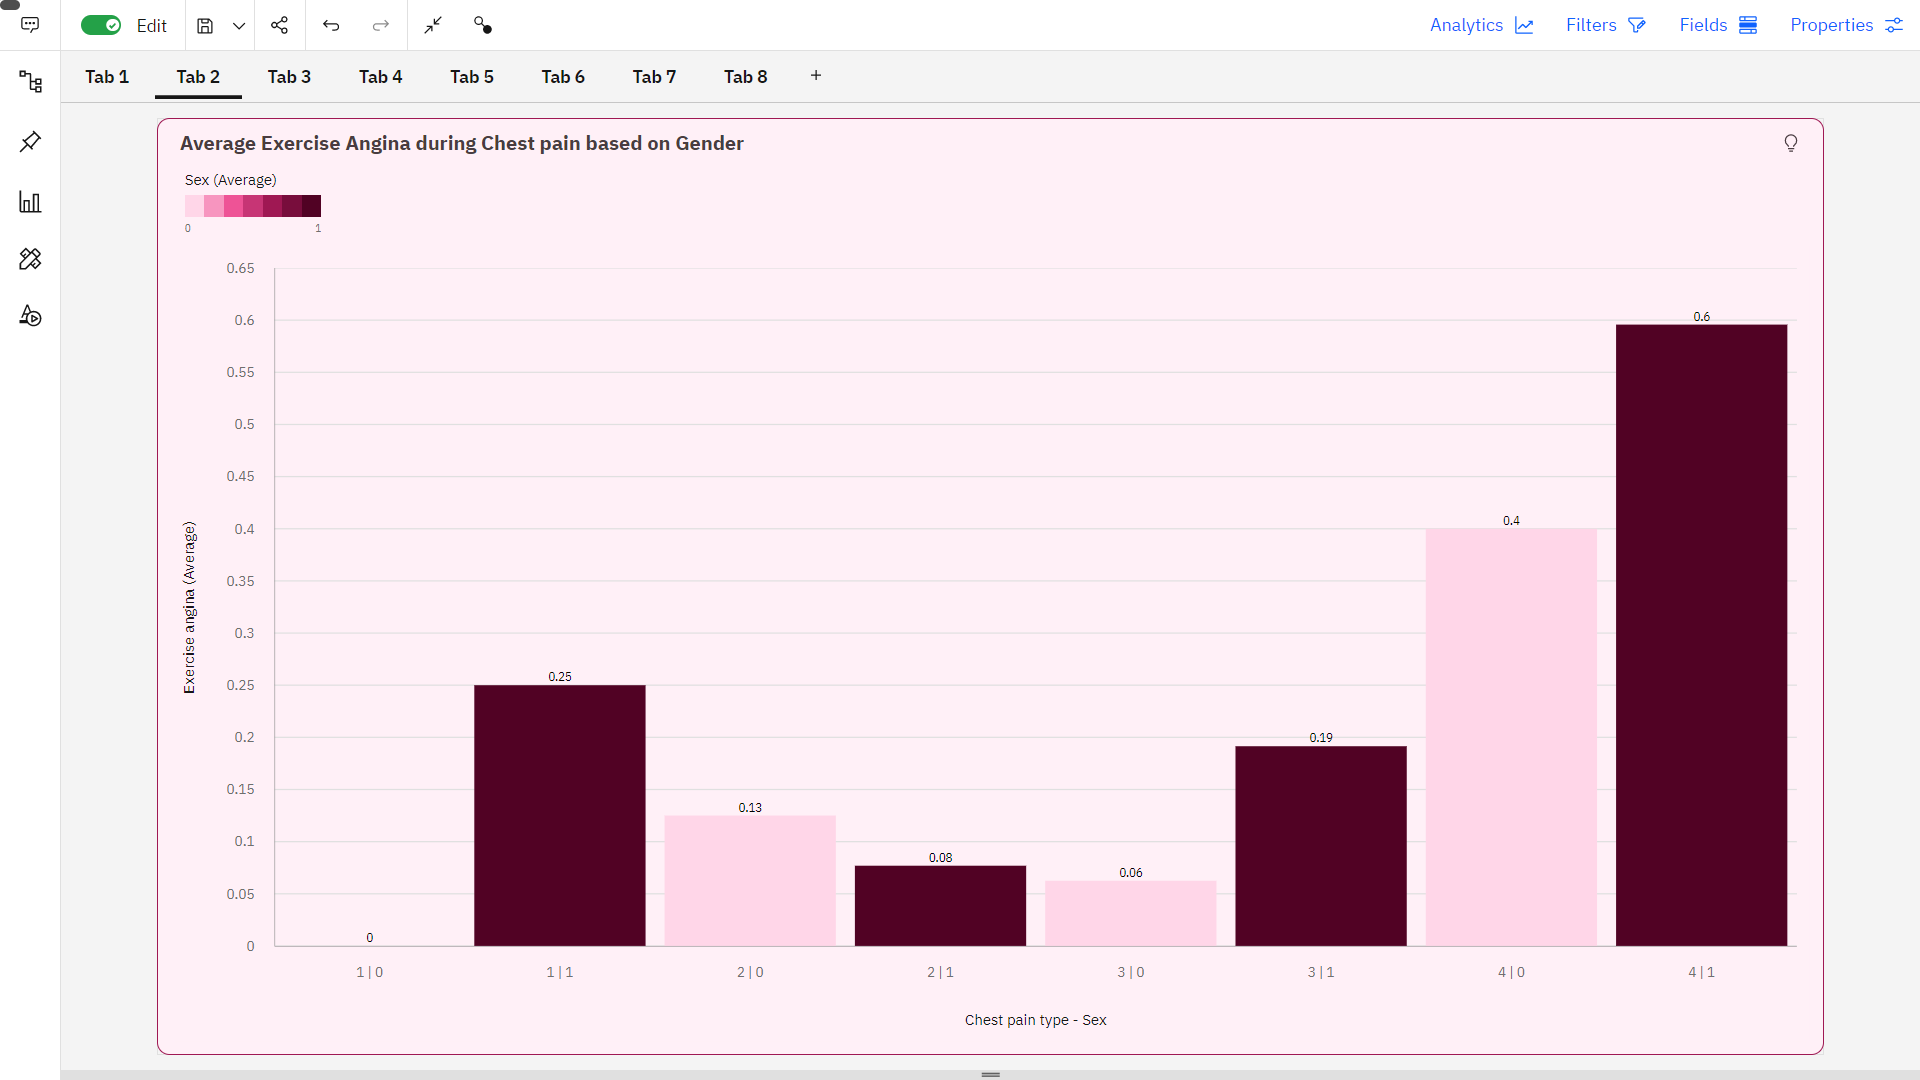 Edit
Analytics
Filters
Fields
Properties
Tab 1
Tab 2
Tab 3
Tab 4
Tab 5
Tab 6
Tab 7
Tab 8
+
Average Exercise Angina during Chest pain based on Gender
Sex (Average)
0 1
0.65
0.6
0.55
0.5
0.45
0.4
0.35
0.3
0.25
0.2
0.15
0.1
0.05
0
Exercise angina (Average)
0
0.25
0.13
0.08
0.06
0.19
0.4
0.6
1 | 0
1 | 1
2 | 0
2 | 1
3 | 0
3 | 1
4 | 0
4 | 1
Chest pain type - Sex